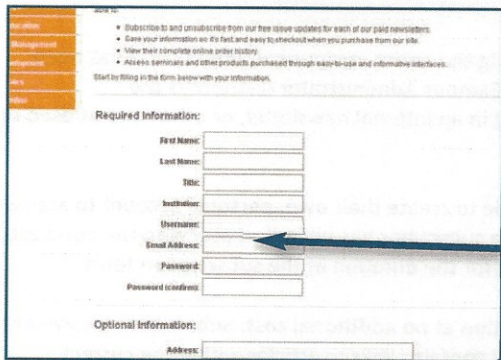 able to:
• Subscribe to and unsubscribe from our free issue updates for each of our paid newsletters.
• Save your information so it's fast and easy to checkout when you purchase from our site.
• View their complete online order history.
• Access seminars and other products purchased through easy-to-use and informative interfaces.
Start by filling in the form below with your information.
Management
Required Information:
First Name:
Last Name:
Title:
Institution:
Username:
Email Address:
Password:
Password (confirm):
Optional Information:
Address: